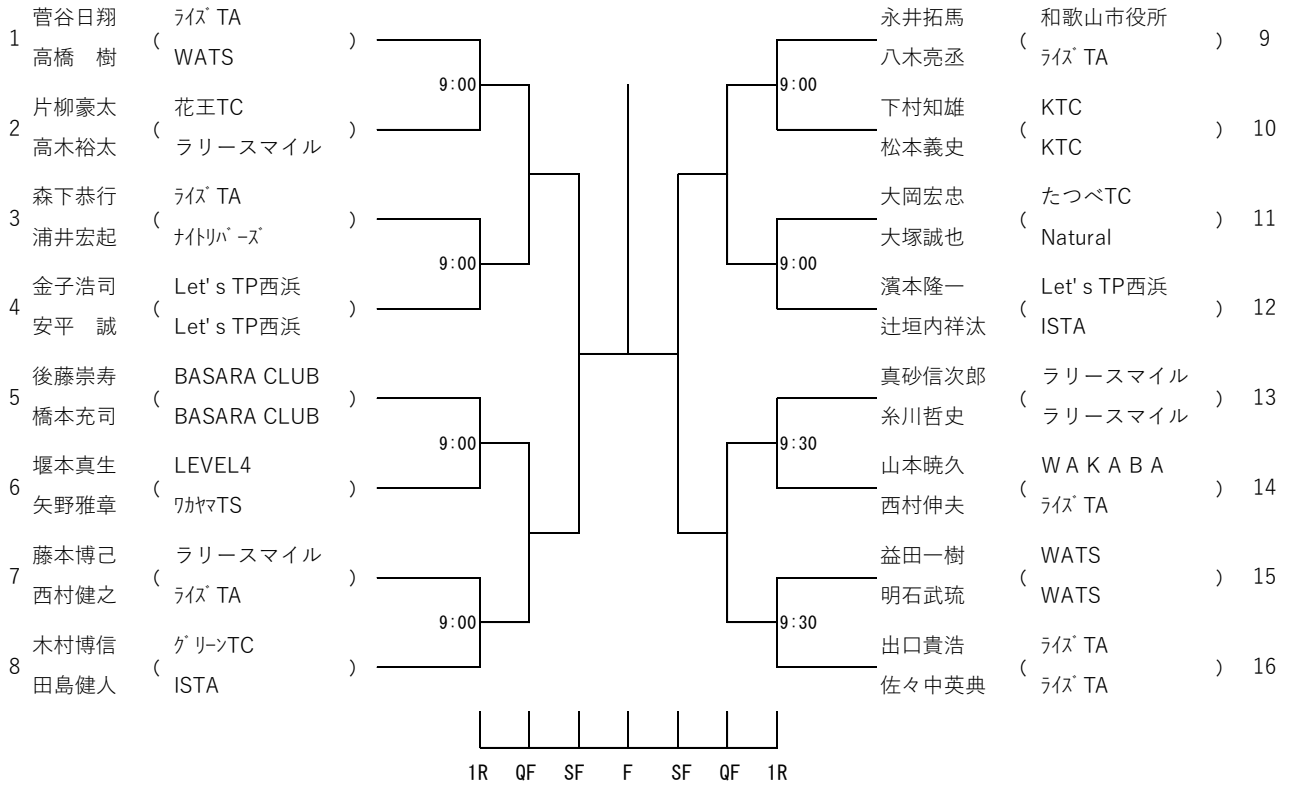 菅谷日翔 ﾗｲｽﾞTA
1 ( )
高橋　樹 WATS
9:00
片柳豪太 花王TC
2 ( )
高木裕太 ラリースマイル
森下恭行 ﾗｲｽﾞTA
3 ( )
浦井宏起 ﾅｲﾄﾘﾊﾞｰｽﾞ
9:00
金子浩司 Let's TP西浜
4 ( )
安平　誠 Let's TP西浜
後藤崇寿 BASARA CLUB
5 ( )
橋本充司 BASARA CLUB
9:00
堰本真生 LEVEL4
6 ( )
矢野雅章 ﾜｶﾔﾏTS
藤本博己 ラリースマイル
7 ( )
西村健之 ﾗｲｽﾞTA
9:00
木村博信 ｸﾞﾘｰﾝTC
8 ( )
田島健人 ISTA
永井拓馬 和歌山市役所
( ) 9
八木亮丞 ﾗｲｽﾞTA
9:00
下村知雄 KTC
( ) 10
松本義史 KTC
大岡宏忠 たつべTC
( ) 11
大塚誠也 Natural
9:00
濱本隆一 Let's TP西浜
( ) 12
辻垣内祥汰 ISTA
真砂信次郎 ラリースマイル
( ) 13
糸川哲史 ラリースマイル
9:30
山本暁久 ＷＡＫＡＢＡ
( ) 14
西村伸夫 ﾗｲｽﾞTA
益田一樹 WATS
( ) 15
明石武琉 WATS
9:30
出口貴浩 ﾗｲｽﾞTA
( ) 16
佐々中英典 ﾗｲｽﾞTA
1R QF SF F SF QF 1R